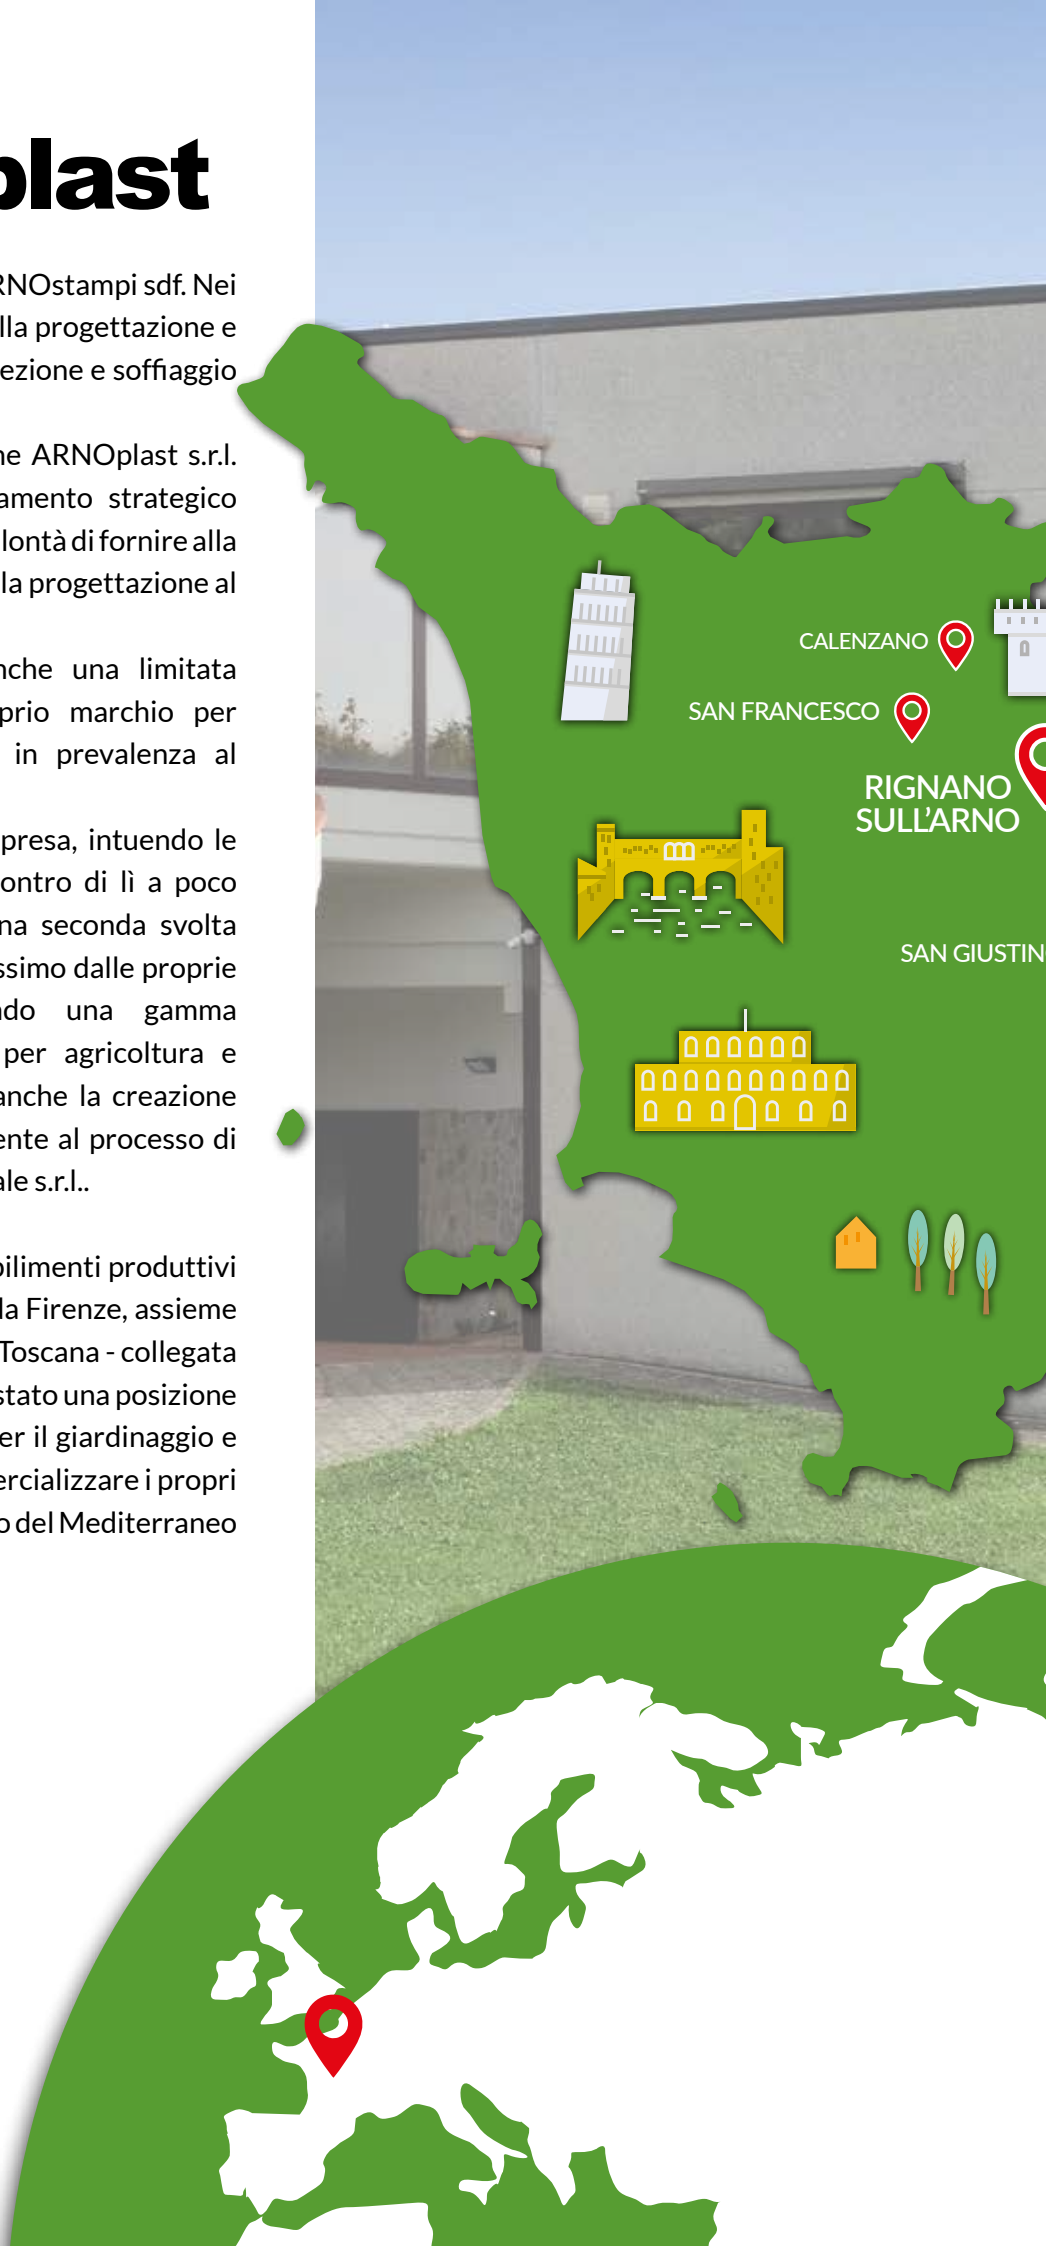 plast
RNOstampi sdf. Nei
lla progettazione e
ezione e soffiaggio
ne ARNOplast s.r.l.
amento strategico
lontà di fornire alla
la progettazione al
nche una limitata
prio marchio per
in prevalenza al
presa, intuendo le
ontro di lì a poco
na seconda svolta
ssimo dalle proprie
ndo una gamma
per agricoltura e
anche la creazione
ente al processo di
ale s.r.l..
bilimenti produttivi
da Firenze, assieme
Toscana - collegata
stato una posizione
er il giardinaggio e
ercializzare i propri
o del Mediterraneo
CALENZANO
SAN FRANCESCO
RIGNANO
SULL'ARNO
SAN GIUSTIN